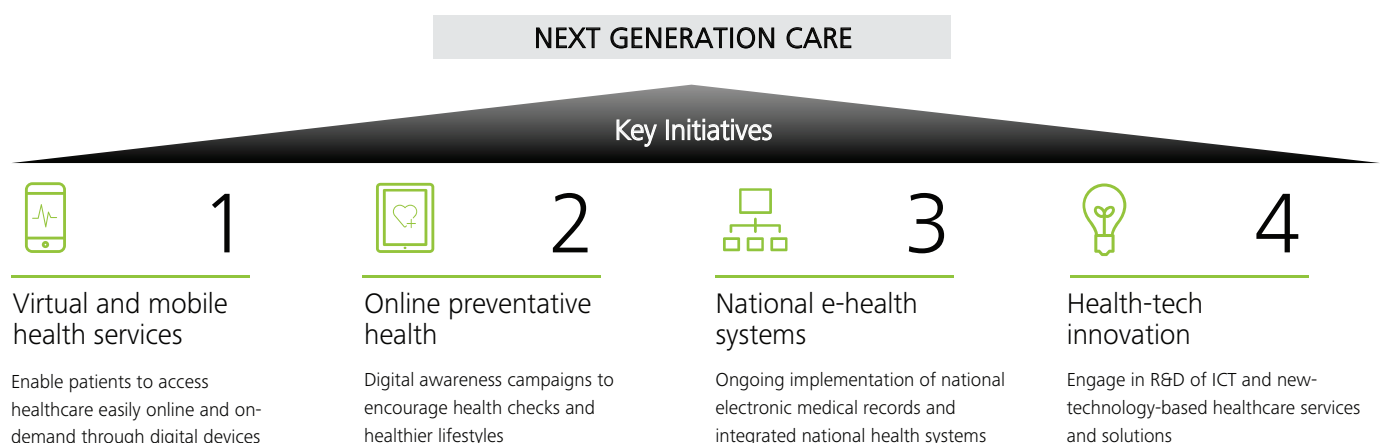 NEXT GENERATION CARE
Key Initiatives
1
Virtual and mobile
health services
Enable patients to access
healthcare easily online and on-
demand through digital devices
2
Online preventative
health
Digital awareness campaigns to
encourage health checks and
healthier lifestyles
3
National e-health
systems
Ongoing implementation of national
electronic medical records and
integrated national health systems
4
Health-tech
innovation
Engage in R&D of ICT and new-
technology-based healthcare services
and solutions